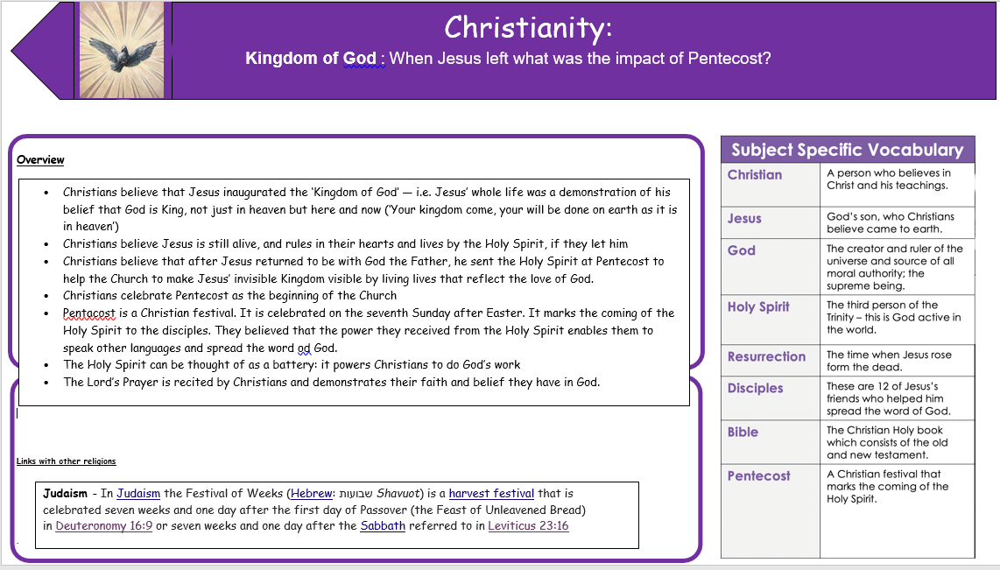 Christianity:
Kingdom of God : When Jesus left what was the impact of Pentecost?
Overview
• Christians believe that Jesus inaugurated the ‘Kingdom of God’ — i.e. Jesus’ whole life was a demonstration of his
belief that God is King, not just in heaven but here and now (‘Your kingdom come, your will be done on earth as it is
in heaven’)
• Christians believe Jesus is still alive, and rules in their hearts and lives by the Holy Spirit, if they let him
• Christians believe that after Jesus returned to be with God the Father, he sent the Holy Spirit at Pentecost to
help the Church to make Jesus’ invisible Kingdom visible by living lives that reflect the love of God.
• Christians celebrate Pentecost as the beginning of the Church
• Pentacost is a Christian festival. It is celebrated on the seventh Sunday after Easter. It marks the coming of the
Holy Spirit to the disciples. They believed that the power they received from the Holy Spirit enables them to
speak other languages and spread the word od God.
• The Holy Spirit can be thought of as a battery: it powers Christians to do God’s work
• The Lord’s Prayer is recited by Christians and demonstrates their faith and belief they have in God.
Links with other religions
Judaism - In Judaism the Festival of Weeks (Hebrew: שבועות Shavuot) is a harvest festival that is
celebrated seven weeks and one day after the first day of Passover (the Feast of Unleavened Bread)
in Deuteronomy 16:9 or seven weeks and one day after the Sabbath referred to in Leviticus 23:16
Subject Specific Vocabulary
Christian
A person who believes in
Christ and his teachings.
Jesus
God’s son, who Christians
believe came to earth.
God
The creator and ruler of the
universe and source of all
moral authority; the
supreme being.
Holy Spirit
The third person of the
Trinity – this is God active in
the world.
Resurrection
The time when Jesus rose
form the dead.
Disciples
These are 12 of Jesus’s
friends who helped him
spread the word of God.
Bible
The Christian Holy book
which consists of the old
and new testament.
Pentecost
A Christian festival that
marks the coming of the
Holy Spirit.